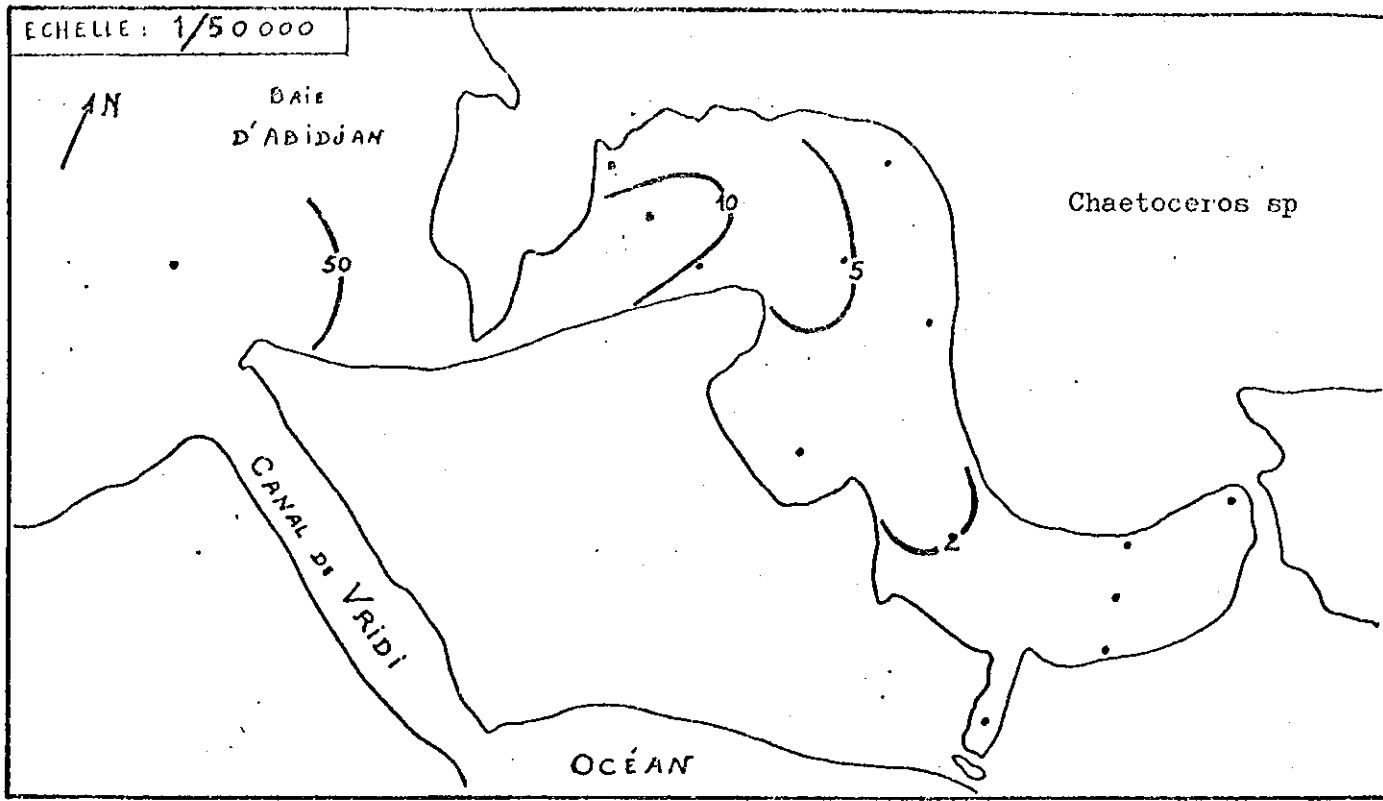 ECHELLE: 1/50 000
N
BAIE
D'ABIDJAN
Chaetoceros sp
50
10
5
2
CANAL DE VRIDI
OCÉAN